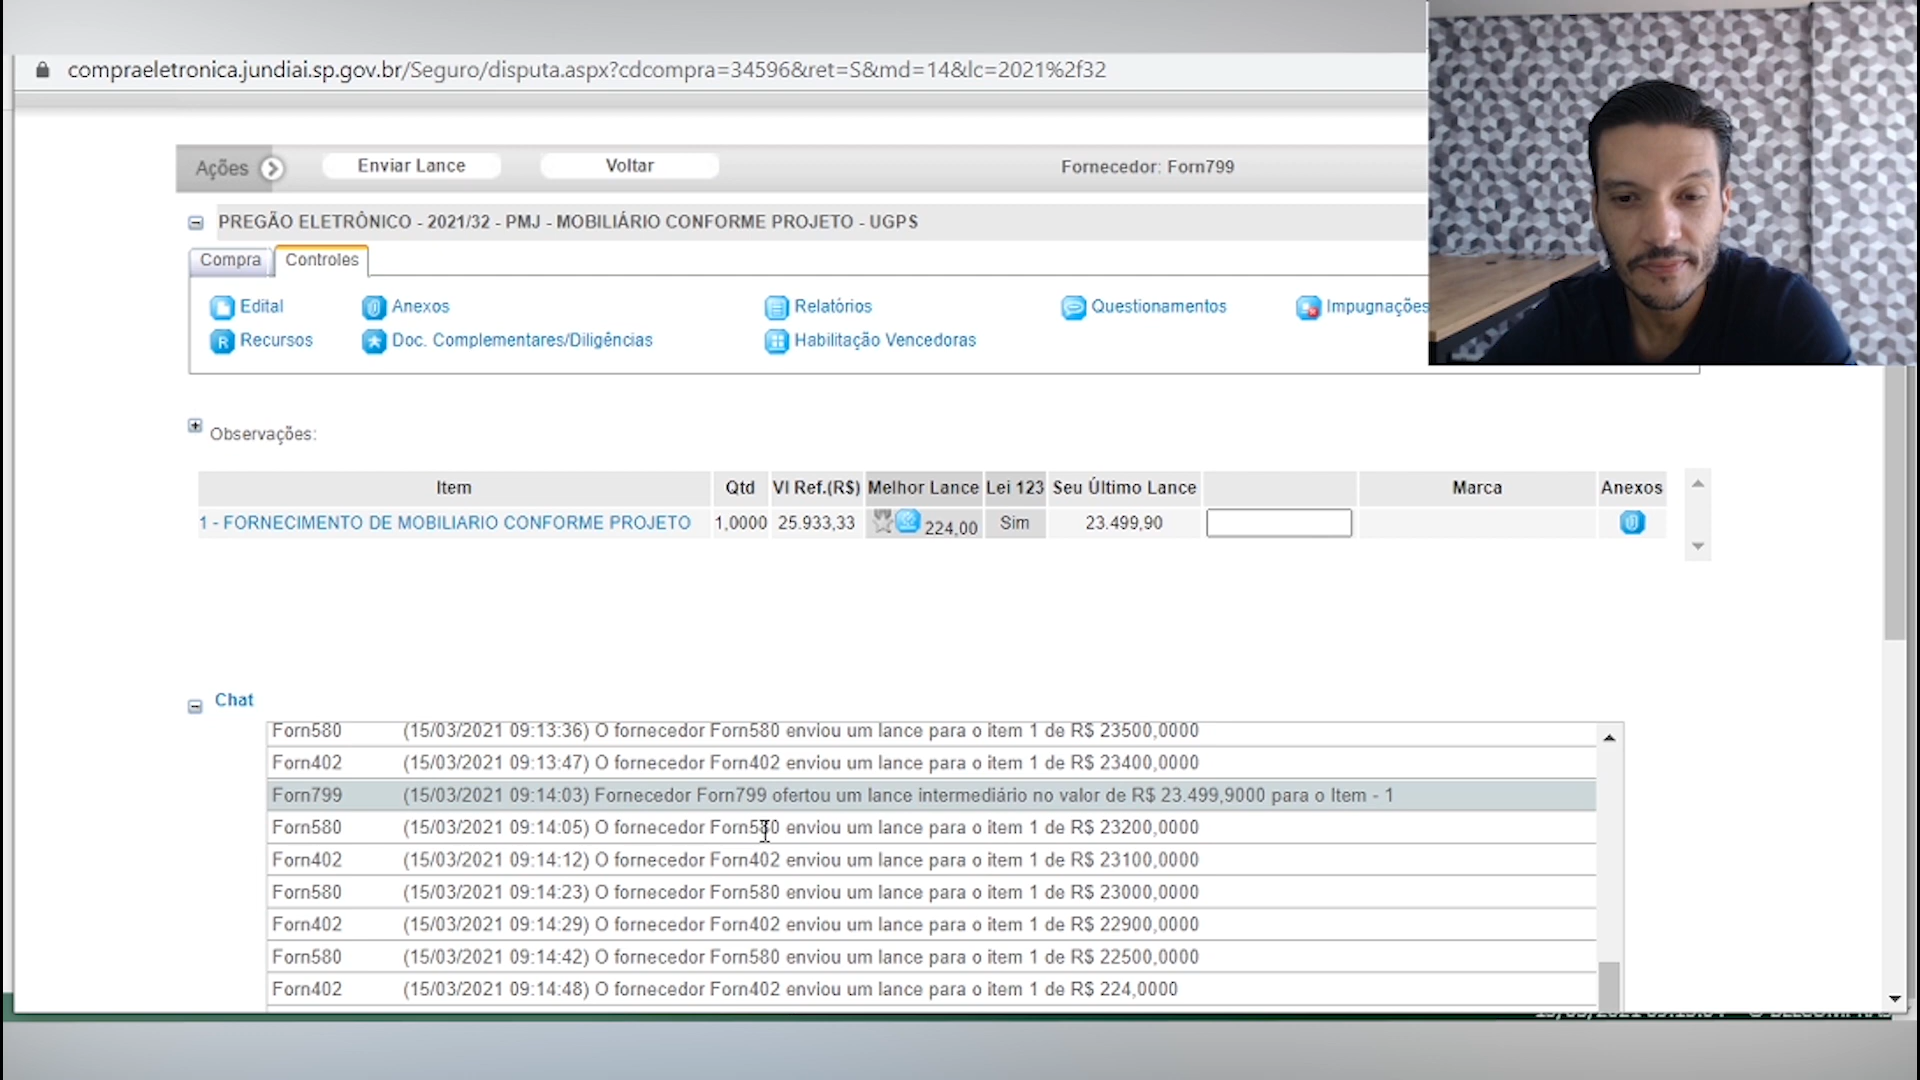 compraeletronica.jundiai.sp.gov.br/Seguro/disputa.aspx?cdcompra=34596&ret=S&md=14&lc=2021%2f32
Ações Enviar Lance Voltar Fornecedor: Forn799
PREGÃO ELETRÔNICO - 2021/32 - PMJ - MOBILIÁRIO CONFORME PROJETO - UGPS
Compra Controles
Edital Anexos Relatórios Questionamentos Impugnações
Recursos Doc. Complementares/Diligências Habilitação Vencedoras
Observações:
Item Qtd Vl Ref.(R$) Melhor Lance Lei 123 Seu Último Lance Marca Anexos
1 - FORNECIMENTO DE MOBILIARIO CONFORME PROJETO 1,0000 25.933,33 224,00 Sim 23.499,90
Chat
Forn580 (15/03/2021 09:13:36) O fornecedor Forn580 enviou um lance para o item 1 de R$ 23500,0000
Forn402 (15/03/2021 09:13:47) O fornecedor Forn402 enviou um lance para o item 1 de R$ 23400,0000
Forn799 (15/03/2021 09:14:03) Fornecedor Forn799 ofertou um lance intermediário no valor de R$ 23.499,9000 para o Item - 1
Forn580 (15/03/2021 09:14:05) O fornecedor Forn580 enviou um lance para o item 1 de R$ 23200,0000
Forn402 (15/03/2021 09:14:12) O fornecedor Forn402 enviou um lance para o item 1 de R$ 23100,0000
Forn580 (15/03/2021 09:14:23) O fornecedor Forn580 enviou um lance para o item 1 de R$ 23000,0000
Forn402 (15/03/2021 09:14:29) O fornecedor Forn402 enviou um lance para o item 1 de R$ 22900,0000
Forn580 (15/03/2021 09:14:42) O fornecedor Forn580 enviou um lance para o item 1 de R$ 22500,0000
Forn402 (15/03/2021 09:14:48) O fornecedor Forn402 enviou um lance para o item 1 de R$ 224,0000